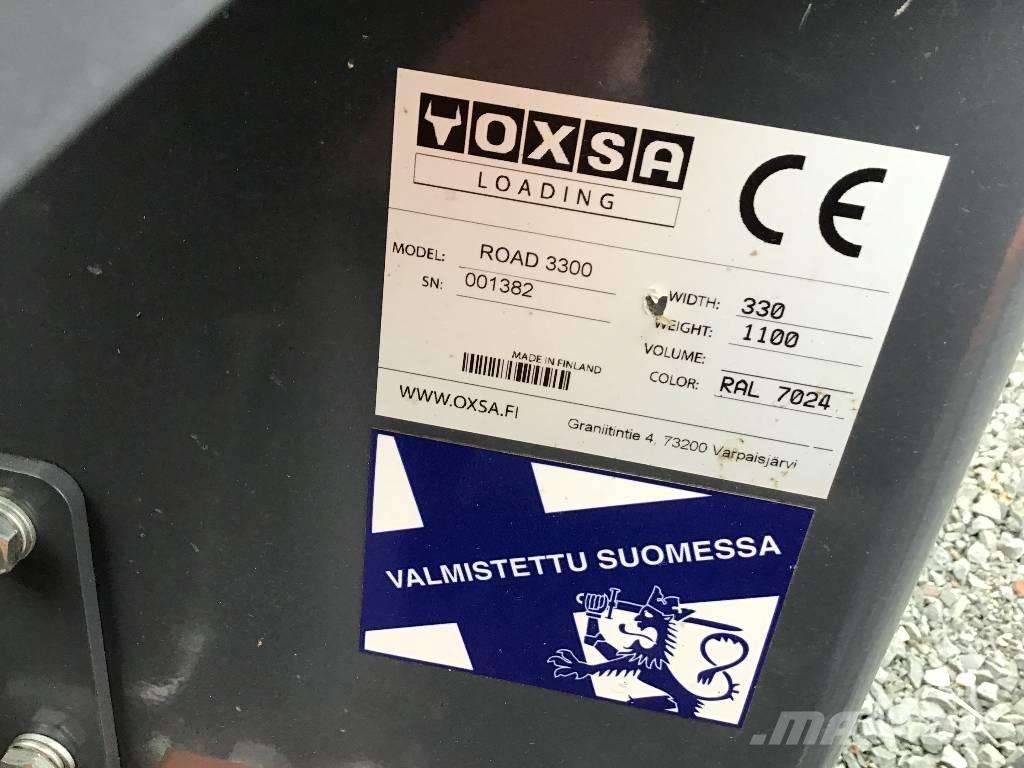 OXSA
LOADING
CE
MODEL: ROAD 3300
SN: 001382
WIDTH: 330
WEIGHT: 1100
VOLUME:
COLOR: RAL 7024
MADE IN FINLAND
WWW.OXSA.FI
Graniitintie 4, 73200 Varpaisjärvi
VALMISTETTU SUOMESSA